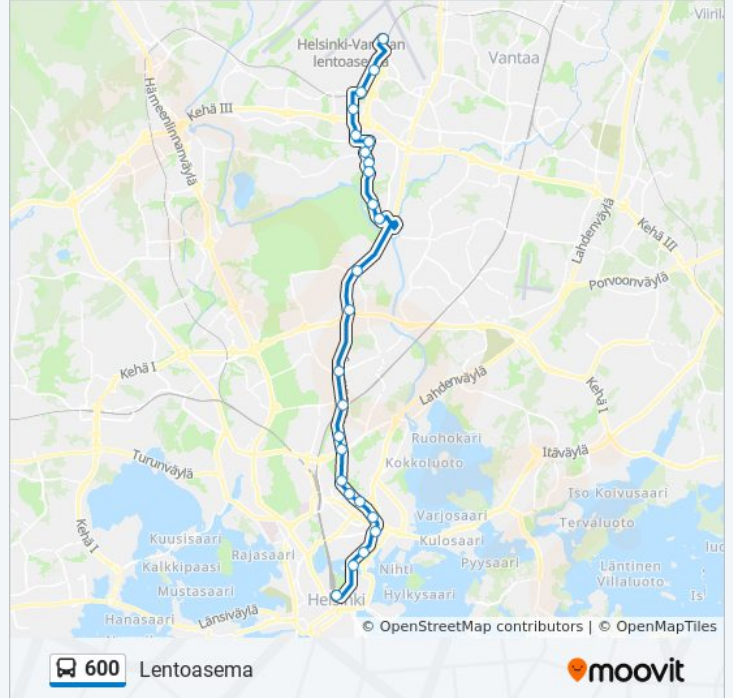 Viiril
Helsinki-Vantaan
lentoasema
Vantaa
Hämeenlinnanväylä
Kehä III
Lahdenväylä
Kehä III
Porvoonväylä
Kehä I
Lahdenväylä
Kehä I
Ruohokari
Kokkoluoto
Itäväylä
Turunväylä
Iso Koivusaari
Varjosaari
Tervaluoto
Kehä I
Kuusisaari
Kulosaari
Rajasaari
Kalkkipaasi
Pyysaari
Läntinen
Villaluoto
Nihti
Mustasaari
Hylkysaari
Helsinki
Länsiväylä
Hanasaari
© OpenStreetMap contributors | © OpenMapTiles
600 Lentoasema
moovit